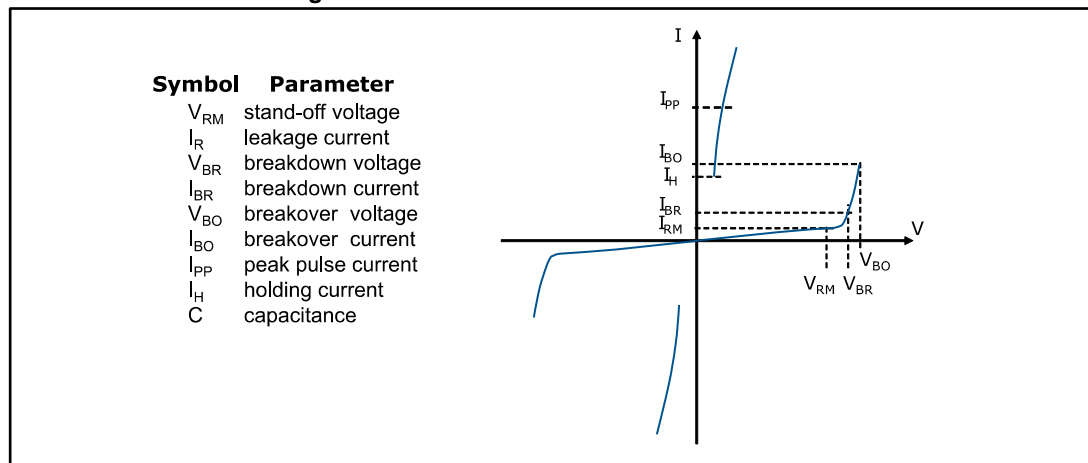 Symbol Parameter
VRM stand-off voltage
IR leakage current
VBR breakdown voltage
IBR breakdown current
VBO breakover voltage
IBO breakover current
IPP peak pulse current
IH holding current
C capacitance
I
IPP
IBO
IH
IBR
IRM
V
VBO
VRM VBR